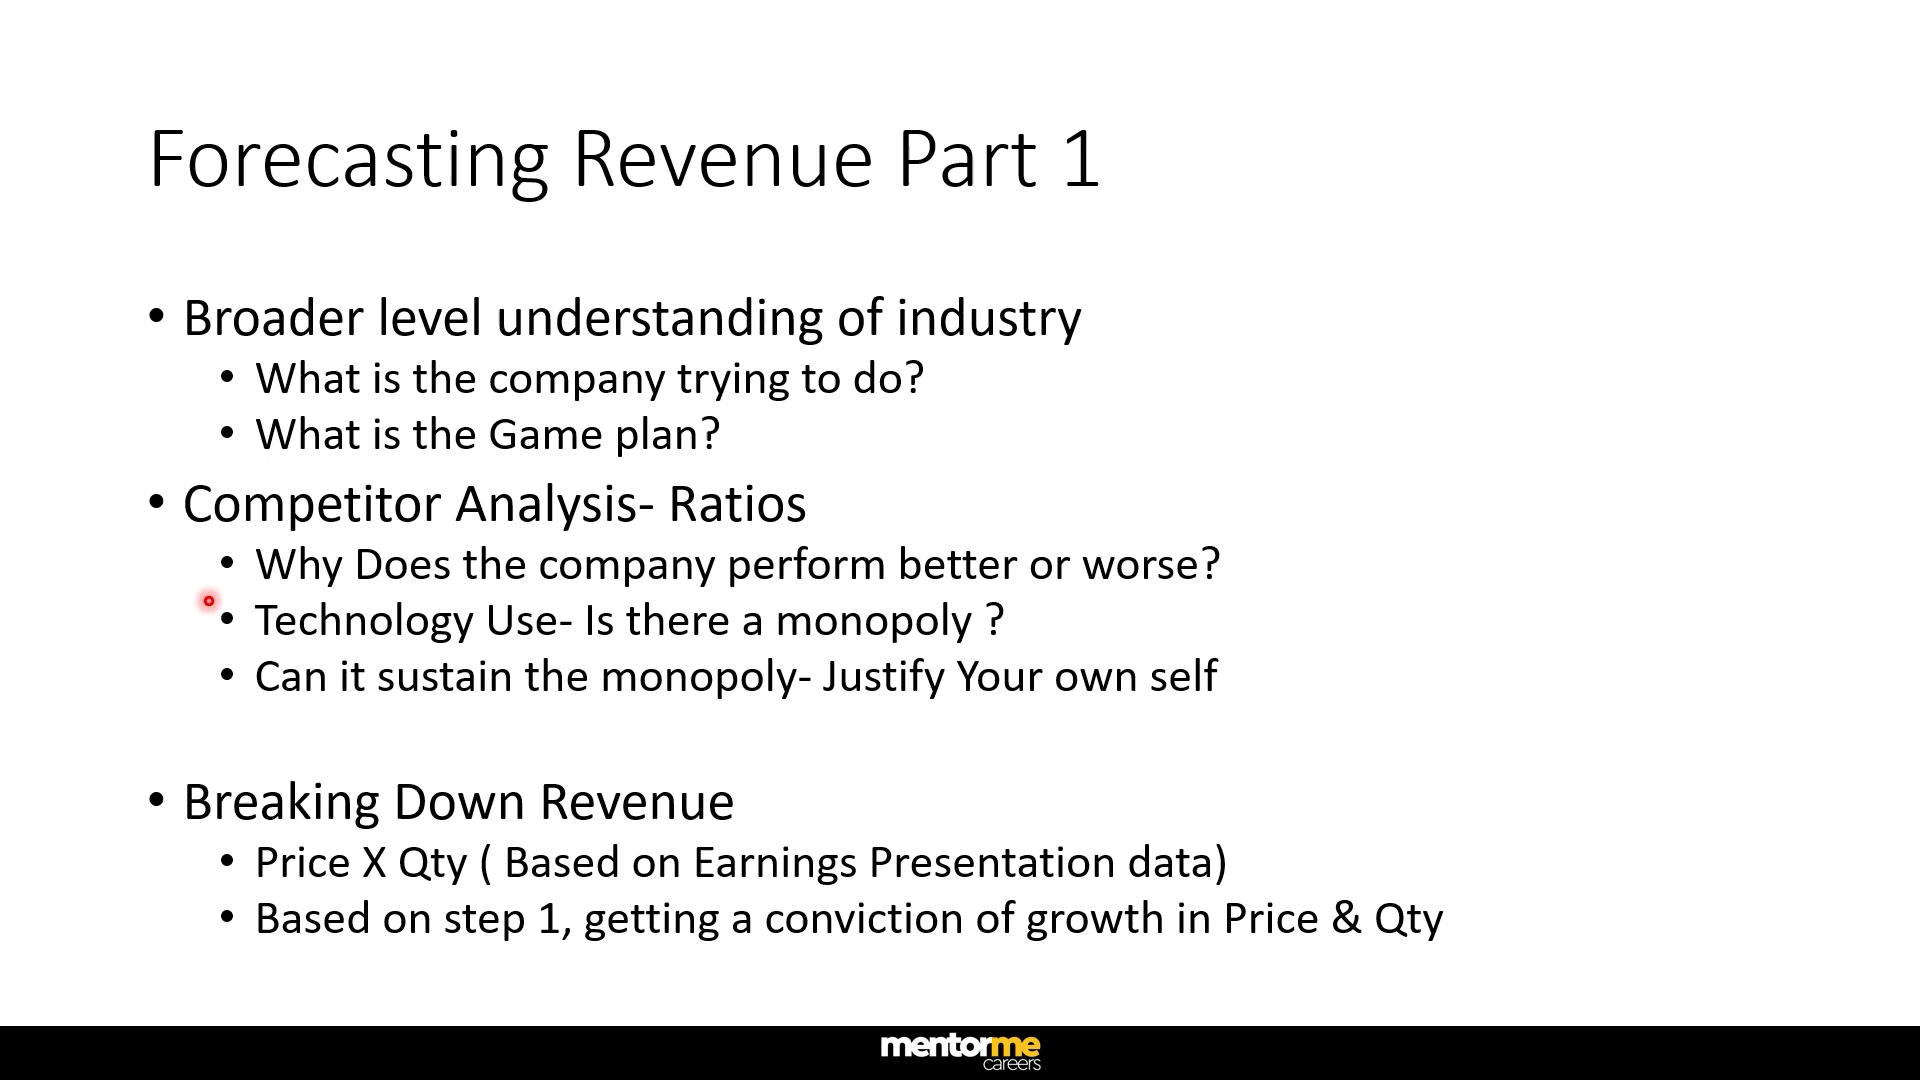 Forecasting Revenue Part 1
• Broader level understanding of industry
• What is the company trying to do?
• What is the Game plan?
• Competitor Analysis- Ratios
• Why Does the company perform better or worse?
• Technology Use- Is there a monopoly ?
• Can it sustain the monopoly- Justify Your own self
• Breaking Down Revenue
• Price X Qty ( Based on Earnings Presentation data)
• Based on step 1, getting a conviction of growth in Price & Qty
mentorme
careers